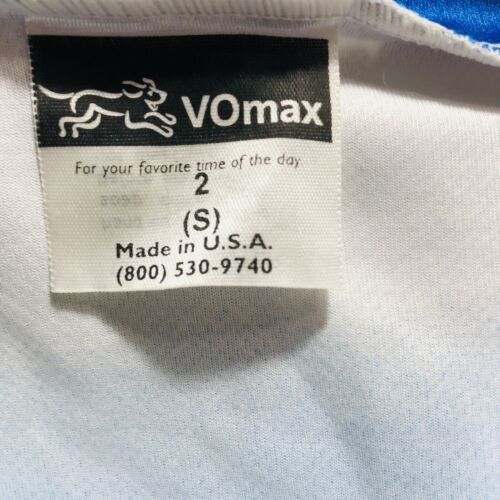 VOmax
For your favorite time of the day
2
(S)
Made in U.S.A.
(800) 530-9740